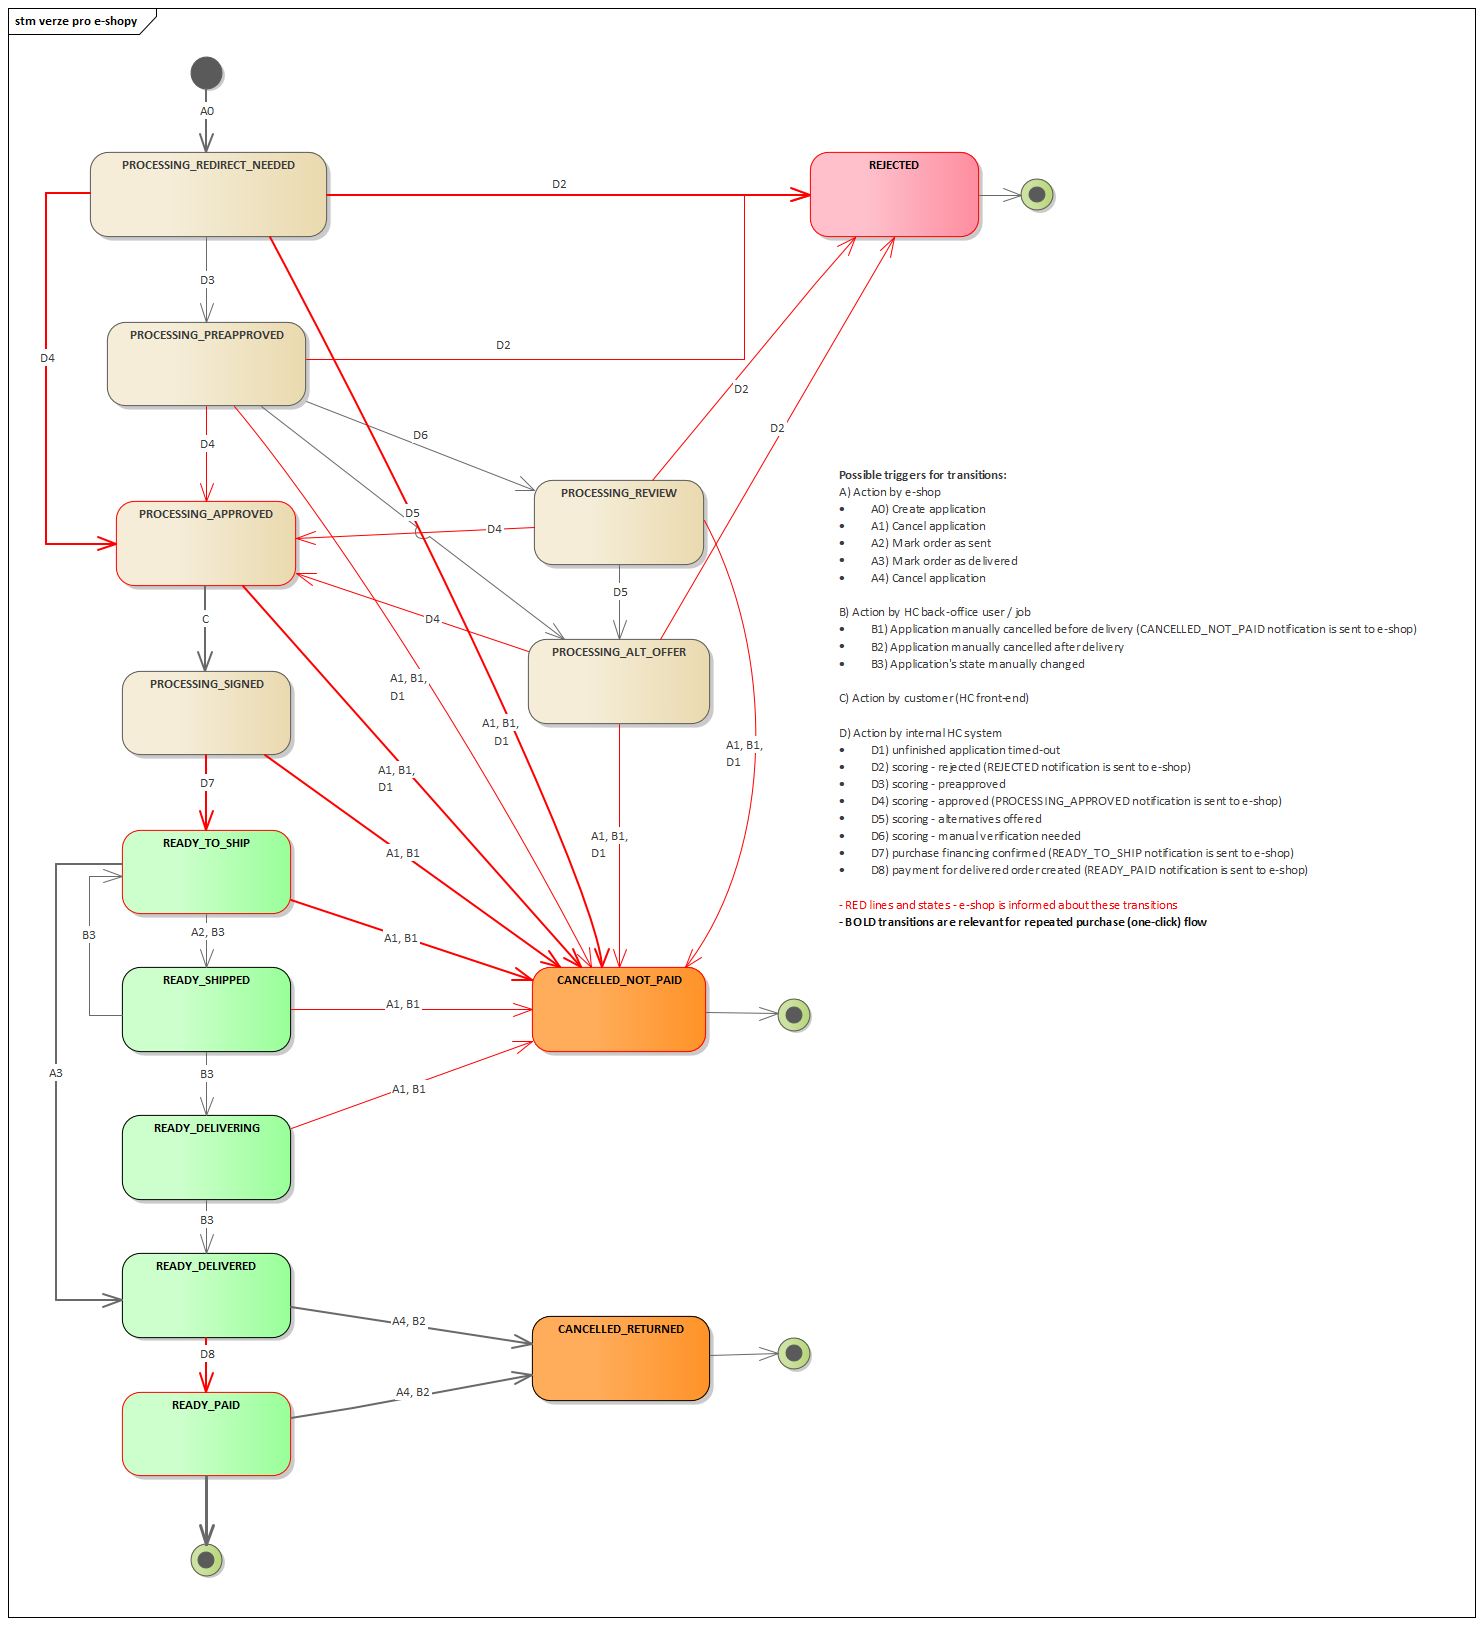 stm verze pro e-shopy
A0
PROCESSING_REDIRECT_NEEDED
REJECTED
D2
D3
PROCESSING_PREAPPROVED
D2
D4
D2
D6
D2
D4
PROCESSING_REVIEW
PROCESSING_APPROVED
D5
D4
D5
C
D4
PROCESSING_ALT_OFFER
PROCESSING_SIGNED
A1, B1,
D1
A1, B1,
D1
A1, B1,
D1
A1, B1,
D1
D7
READY_TO_SHIP
A1, B1,
D1
A1, B1
A2, B3
B3
A1, B1
READY_SHIPPED
CANCELLED_NOT_PAID
A1, B1
A3
B3
A1, B1
READY_DELIVERING
B3
READY_DELIVERED
A4, B2
CANCELLED_RETURNED
D8
A4, B2
READY_PAID
Possible triggers for transitions:
A) Action by e-shop
• A0) Create application
• A1) Cancel application
• A2) Mark order as sent
• A3) Mark order as delivered
• A4) Cancel application
B) Action by HC back-office user / job
• B1) Application manually cancelled before delivery (CANCELLED_NOT_PAID notification is sent to e-shop)
• B2) Application manually cancelled after delivery
• B3) Application's state manually changed
C) Action by customer (HC front-end)
D) Action by internal HC system
• D1) unfinished application timed-out
• D2) scoring - rejected (REJECTED notification is sent to e-shop)
• D3) scoring - preapproved
• D4) scoring - approved (PROCESSING_APPROVED notification is sent to e-shop)
• D5) scoring - alternatives offered
• D6) scoring - manual verification needed
• D7) purchase financing confirmed (READY_TO_SHIP notification is sent to e-shop)
• D8) payment for delivered order created (READY_PAID notification is sent to e-shop)
- RED lines and states - e-shop is informed about these transitions
- BOLD transitions are relevant for repeated purchase (one-click) flow